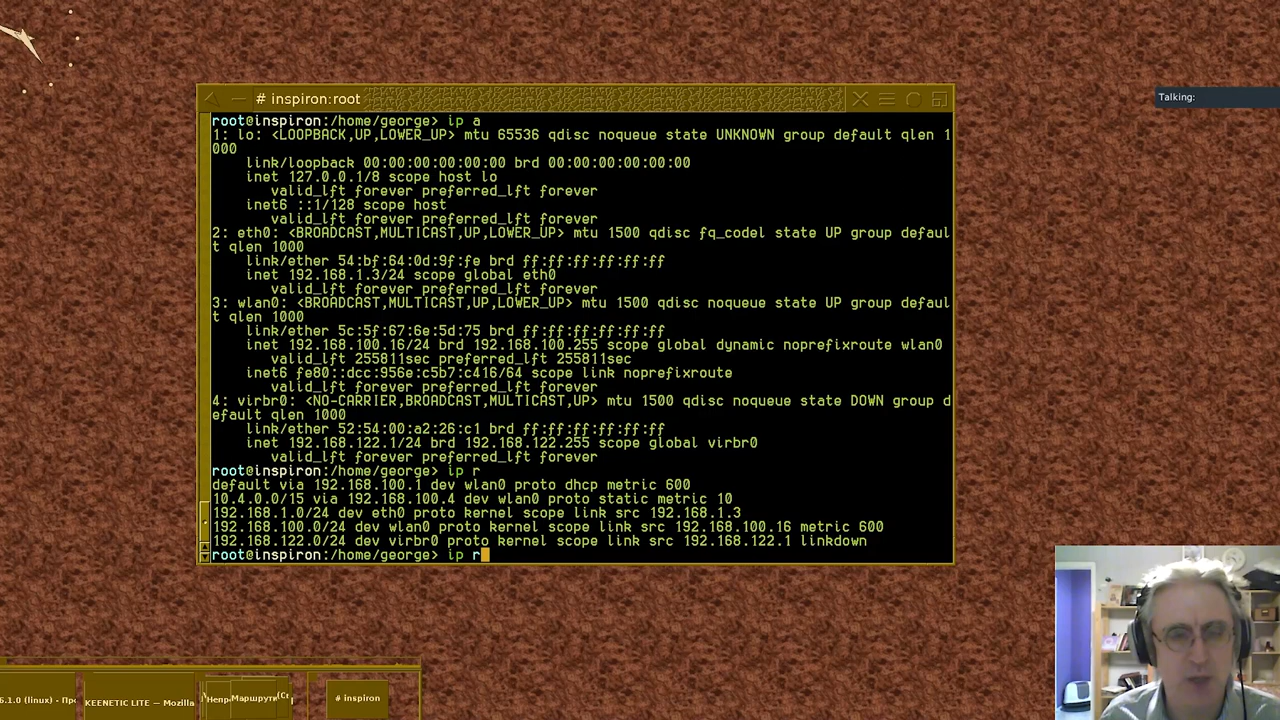 # inspiron:root
Talking:
root@inspiron:/home/george> ip a
1: lo: <LOOPBACK,UP,LOWER_UP> mtu 65536 qdisc noqueue state UNKNOWN group default qlen 1
000
link/loopback 00:00:00:00:00:00 brd 00:00:00:00:00:00
inet 127.0.0.1/8 scope host lo
valid_lft forever preferred_lft forever
inet6 ::1/128 scope host
valid_lft forever preferred_lft forever
2: eth0: <BROADCAST,MULTICAST,UP,LOWER_UP> mtu 1500 qdisc fq_codel state UP group defaul
t qlen 1000
link/ether 54:bf:64:0d:9f:fe brd ff:ff:ff:ff:ff:ff
inet 192.168.1.3/24 scope global eth0
valid_lft forever preferred_lft forever
3: wlan0: <BROADCAST,MULTICAST,UP,LOWER_UP> mtu 1500 qdisc noqueue state UP group defaul
t qlen 1000
link/ether 5c:5f:67:6e:5d:75 brd ff:ff:ff:ff:ff:ff
inet 192.168.100.16/24 brd 192.168.100.255 scope global dynamic noprefixroute wlan0
valid_lft 255811sec preferred_lft 255811sec
inet6 fe80::dcc:956e:c5b7:c416/64 scope link noprefixroute
valid_lft forever preferred_lft forever
4: virbr0: <NO-CARRIER,BROADCAST,MULTICAST,UP> mtu 1500 qdisc noqueue state DOWN group d
efault qlen 1000
link/ether 52:54:00:a2:26:c1 brd ff:ff:ff:ff:ff:ff
inet 192.168.122.1/24 brd 192.168.122.255 scope global virbr0
valid_lft forever preferred_lft forever
root@inspiron:/home/george> ip r
default via 192.168.100.1 dev wlan0 proto dhcp metric 600
10.4.0.0/15 via 192.168.100.4 dev wlan0 proto static metric 10
192.168.1.0/24 dev eth0 proto kernel scope link src 192.168.1.3
192.168.100.0/24 dev wlan0 proto kernel scope link src 192.168.100.16 metric 600
192.168.122.0/24 dev virbr0 proto kernel scope link src 192.168.122.1 linkdown
root@inspiron:/home/george> ip r
6.1.0 (linux) - Пр
KEENETIC LITE — Mozilla
Непр
Маршрути
(Ct
# inspiron